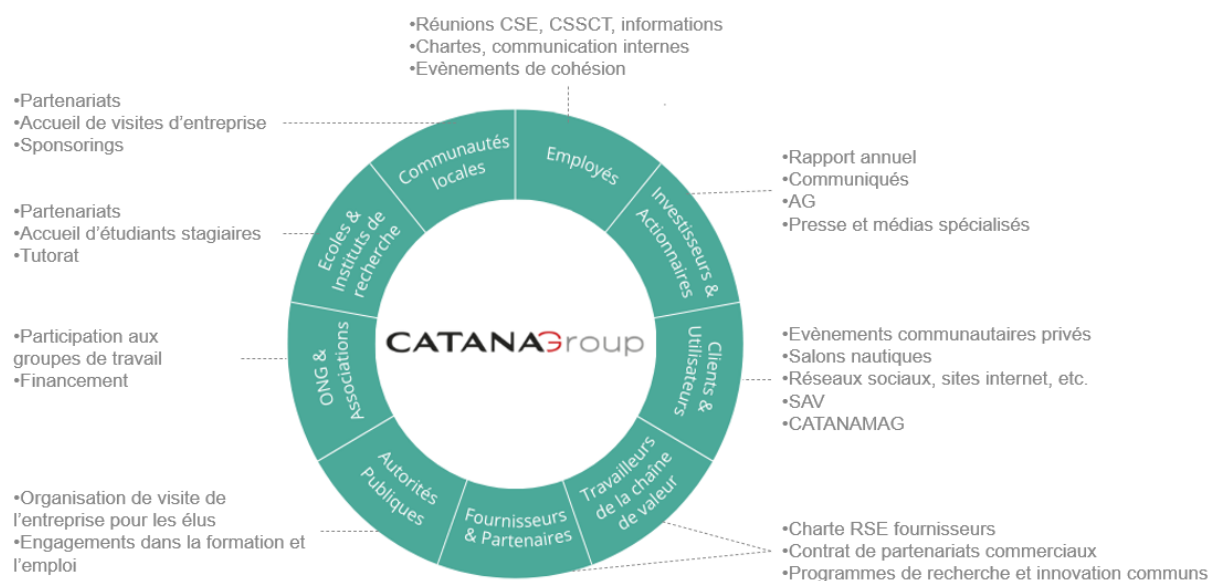 •Réunions CSE, CSSCT, informations
•Chartes, communication internes
•Evènements de cohésion
•Partenariats
•Accueil de visites d'entreprise
•Sponsorings
Communautés
locales
Employés
•Rapport annuel
•Communiqués
•AG
•Presse et médias spécialisés
Investisseurs &
Actionnaires
•Partenariats
•Accueil d'étudiants stagiaires
•Tutorat
Ecoles &
Instituts de
recherche
•Participation aux
groupes de travail
•Financement
ONG &
Associations
CATANAGroup
Clients &
Utilisateurs
•Evènements communautaires privés
•Salons nautiques
•Réseaux sociaux, sites internet, etc.
•SAV
•CATANAMAG
Autorités
Publiques
Fournisseurs
& Partenaires
Travailleurs
de la chaîne
de valeur
•Organisation de visite de
l'entreprise pour les élus
•Engagements dans la formation et
l'emploi
•Charte RSE fournisseurs
•Contrat de partenariats commerciaux
•Programmes de recherche et innovation communs